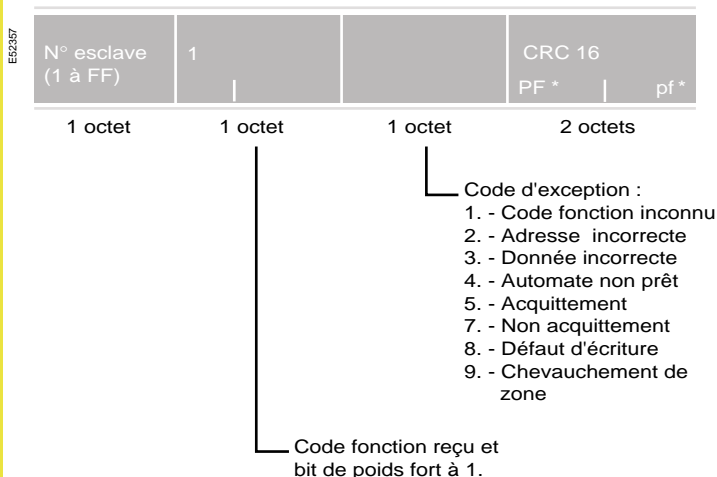 E52357
N° esclave 1 CRC 16
(1 à FF)
PF * pf *
1 octet 1 octet 1 octet 2 octets
Code d'exception :
1. - Code fonction inconnu
2. - Adresse incorrecte
3. - Donnée incorrecte
4. - Automate non prêt
5. - Acquittement
7. - Non acquittement
8. - Défaut d'écriture
9. - Chevauchement de
zone
Code fonction reçu et
bit de poids fort à 1.